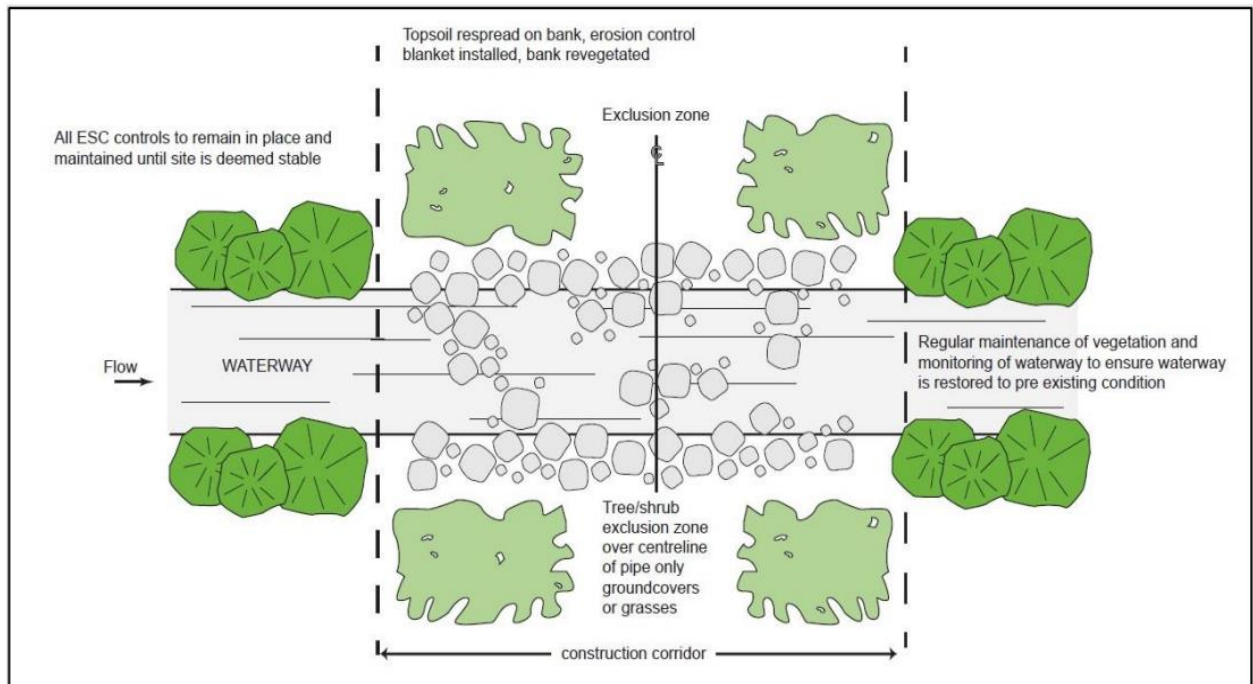 Topsoil respread on bank, erosion control
blanket installed, bank revegetated
Exclusion zone
℄
All ESC controls to remain in place and
maintained until site is deemed stable
Flow
WATERWAY
Regular maintenance of vegetation and
monitoring of waterway to ensure waterway
is restored to pre existing condition
Tree/shrub
exclusion zone
over centreline
of pipe only
groundcovers
or grasses
construction corridor